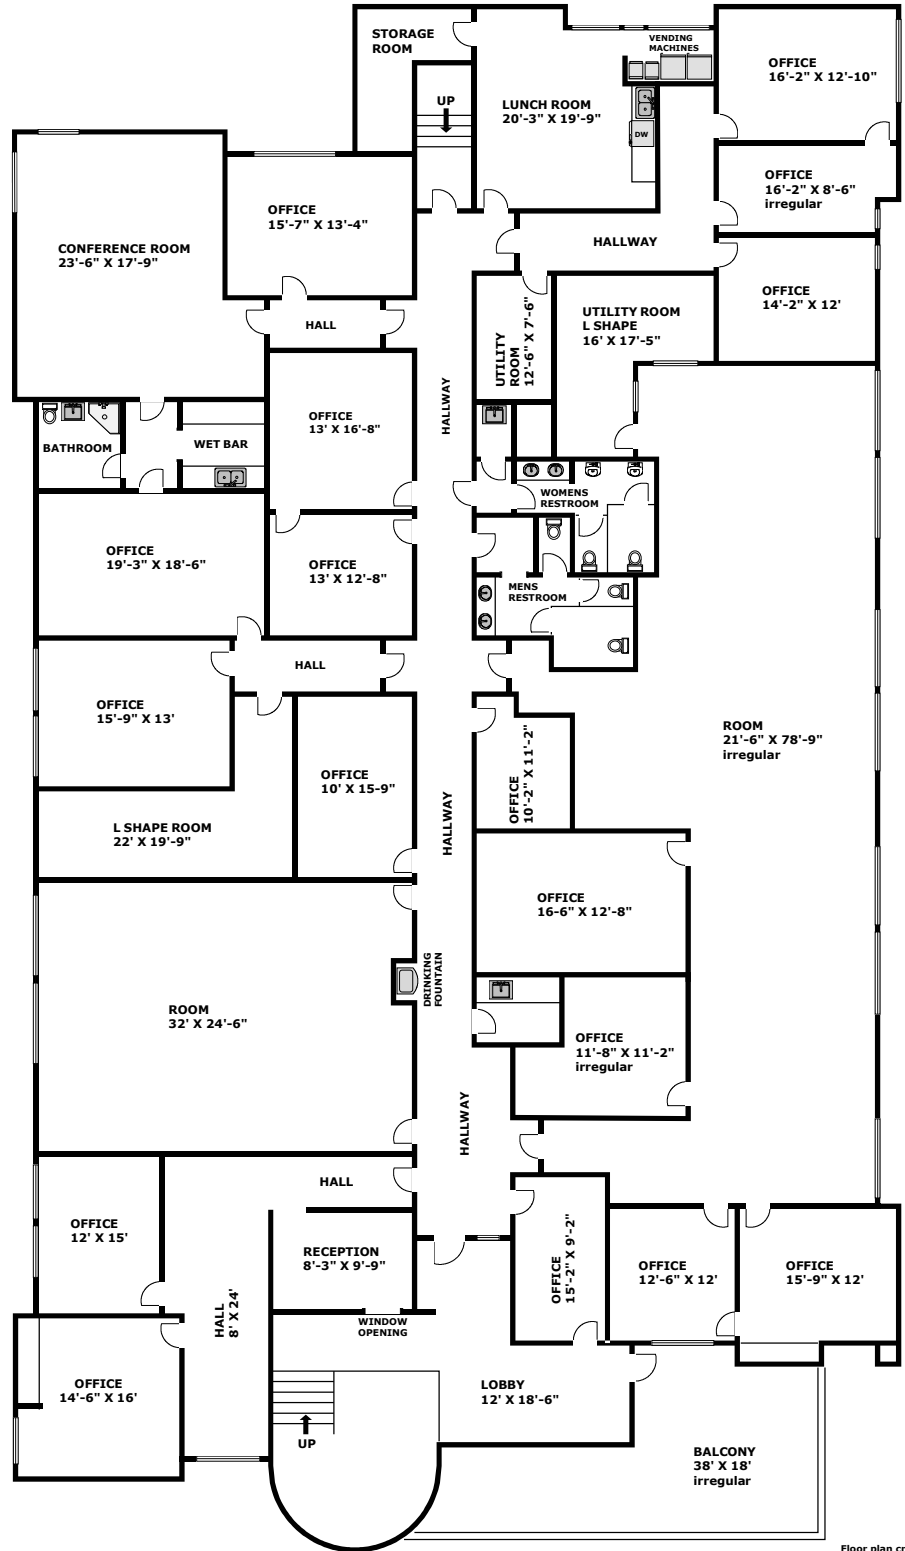 STORAGE
ROOM
UP
LUNCH ROOM
20'-3" X 19'-9"
VENDING
MACHINES
DW
OFFICE
16'-2" X 12'-10"
OFFICE
16'-2" X 8'-6"
irregular
OFFICE
15'-7" X 13'-4"
CONFERENCE ROOM
23'-6" X 17'-9"
HALLWAY
OFFICE
14'-2" X 12'
HALL
UTILITY
ROOM
12'-6" X 7'-6"
UTILITY ROOM
L SHAPE
16' X 17'-5"
HALLWAY
OFFICE
13' X 16'-8"
BATHROOM
WET BAR
WOMENS
RESTROOM
OFFICE
19'-3" X 18'-6"
OFFICE
13' X 12'-8"
MENS
RESTROOM
HALL
OFFICE
15'-9" X 13'
OFFICE
10'-2" X 11'-2"
ROOM
21'-6" X 78'-9"
irregular
OFFICE
10' X 15-9"
L SHAPE ROOM
22' X 19'-9"
HALLWAY
OFFICE
16-6" X 12'-8"
DRINKING
FOUNTAIN
ROOM
32' X 24'-6"
OFFICE
11'-8" X 11'-2"
irregular
HALLWAY
HALL
OFFICE
12' X 15'
RECEPTION
8'-3" X 9'-9"
OFFICE
15'-2" X 9'-2"
OFFICE
12'-6" X 12'
OFFICE
15'-9" X 12'
HALL
8' X 24'
WINDOW
OPENING
OFFICE
14'-6" X 16'
LOBBY
12' X 18'-6"
UP
BALCONY
38' X 18'
irregular
Floor plan cr